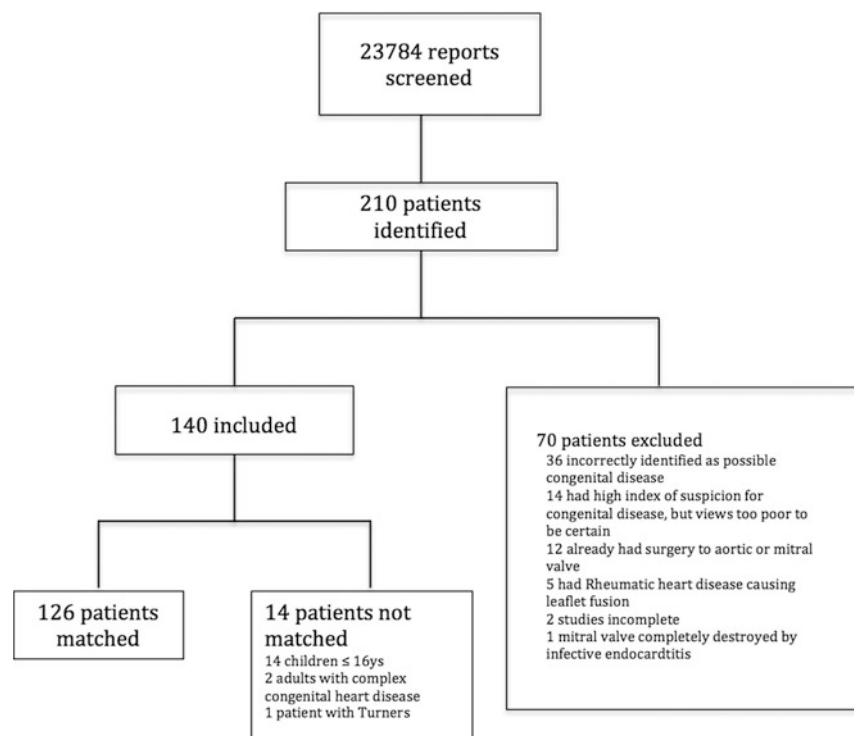 23784 reports
screened
210 patients
identified
140 included
70 patients excluded
36 incorrectly identified as possible
congenital disease
14 had high index of suspicion for
congenital disease, but views too poor to
be certain
12 already had surgery to aortic or mitral
valve
5 had Rheumatic heart disease causing
leaflet fusion
2 studies incomplete
1 mitral valve completely destroyed by
infective endocardtitis
126 patients
matched
14 patients not
matched
14 children ≤ 16ys
2 adults with complex
congenital heart disease
1 patient with Turners